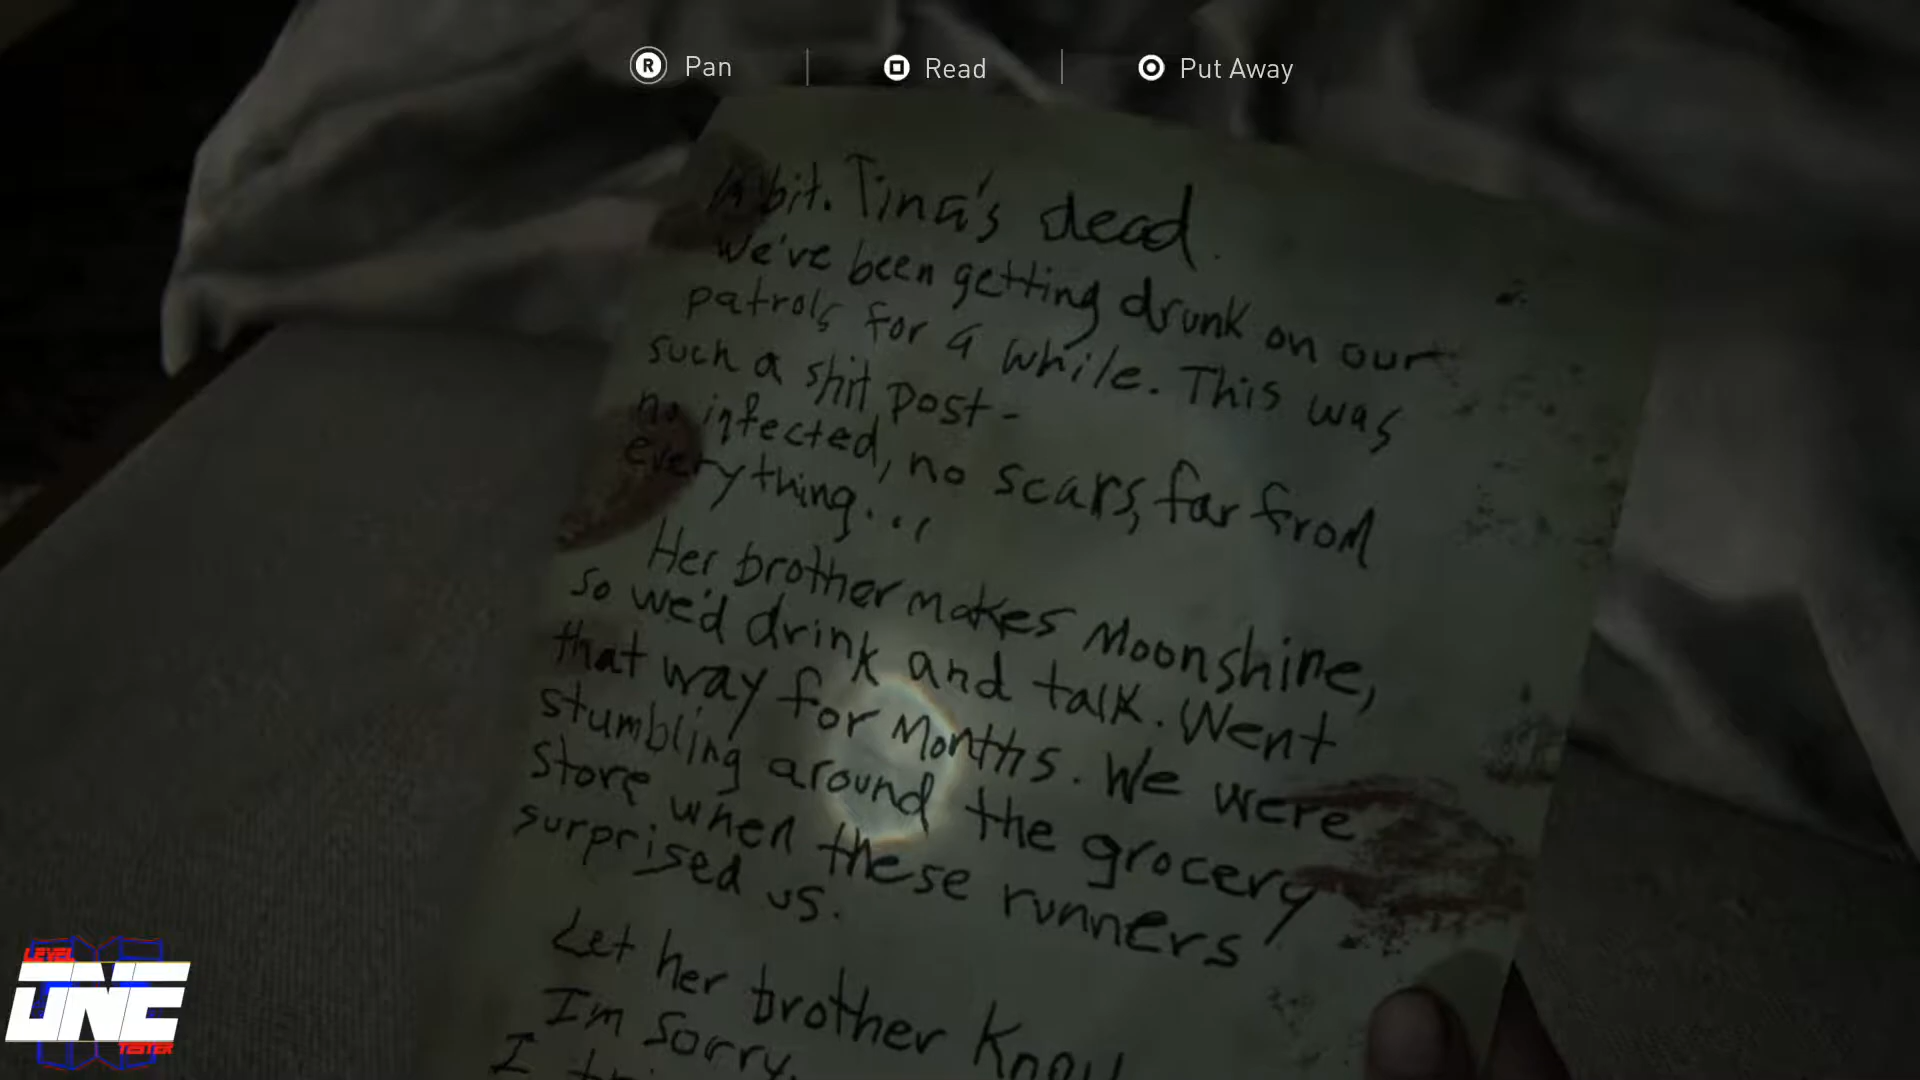 R Pan Read Put Away
bit. Tina's dead.
We've been getting drunk on our
patrols for a while. This was
such a shit post-
no infected, no scars, far from
everything...
Her brother makes Moonshine,
so we'd drink and talk. Went
that way for Months. We were
stumbling around the grocery
store when these runners
surprised us.
Let her brother Know
I'm sorry.
I
LEVEL
ONE
TESTER